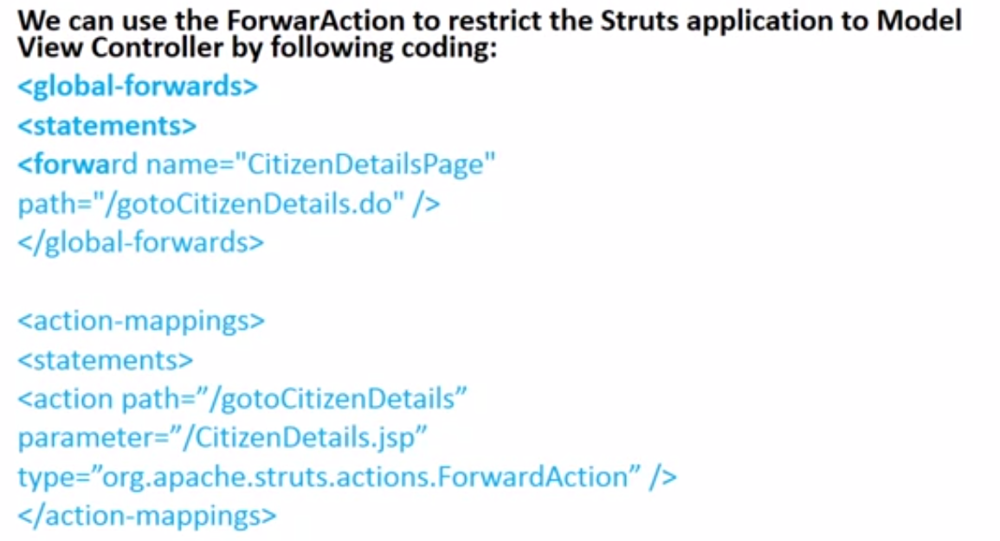 We can use the ForwarAction to restrict the Struts application to Model
View Controller by following coding:
<global-forwards>
<statements>
<forward name="CitizenDetailsPage"
path="/gotoCitizenDetails.do" />
</global-forwards>
<action-mappings>
<statements>
<action path=”/gotoCitizenDetails”
parameter=”/CitizenDetails.jsp”
type=”org.apache.struts.actions.ForwardAction” />
</action-mappings>